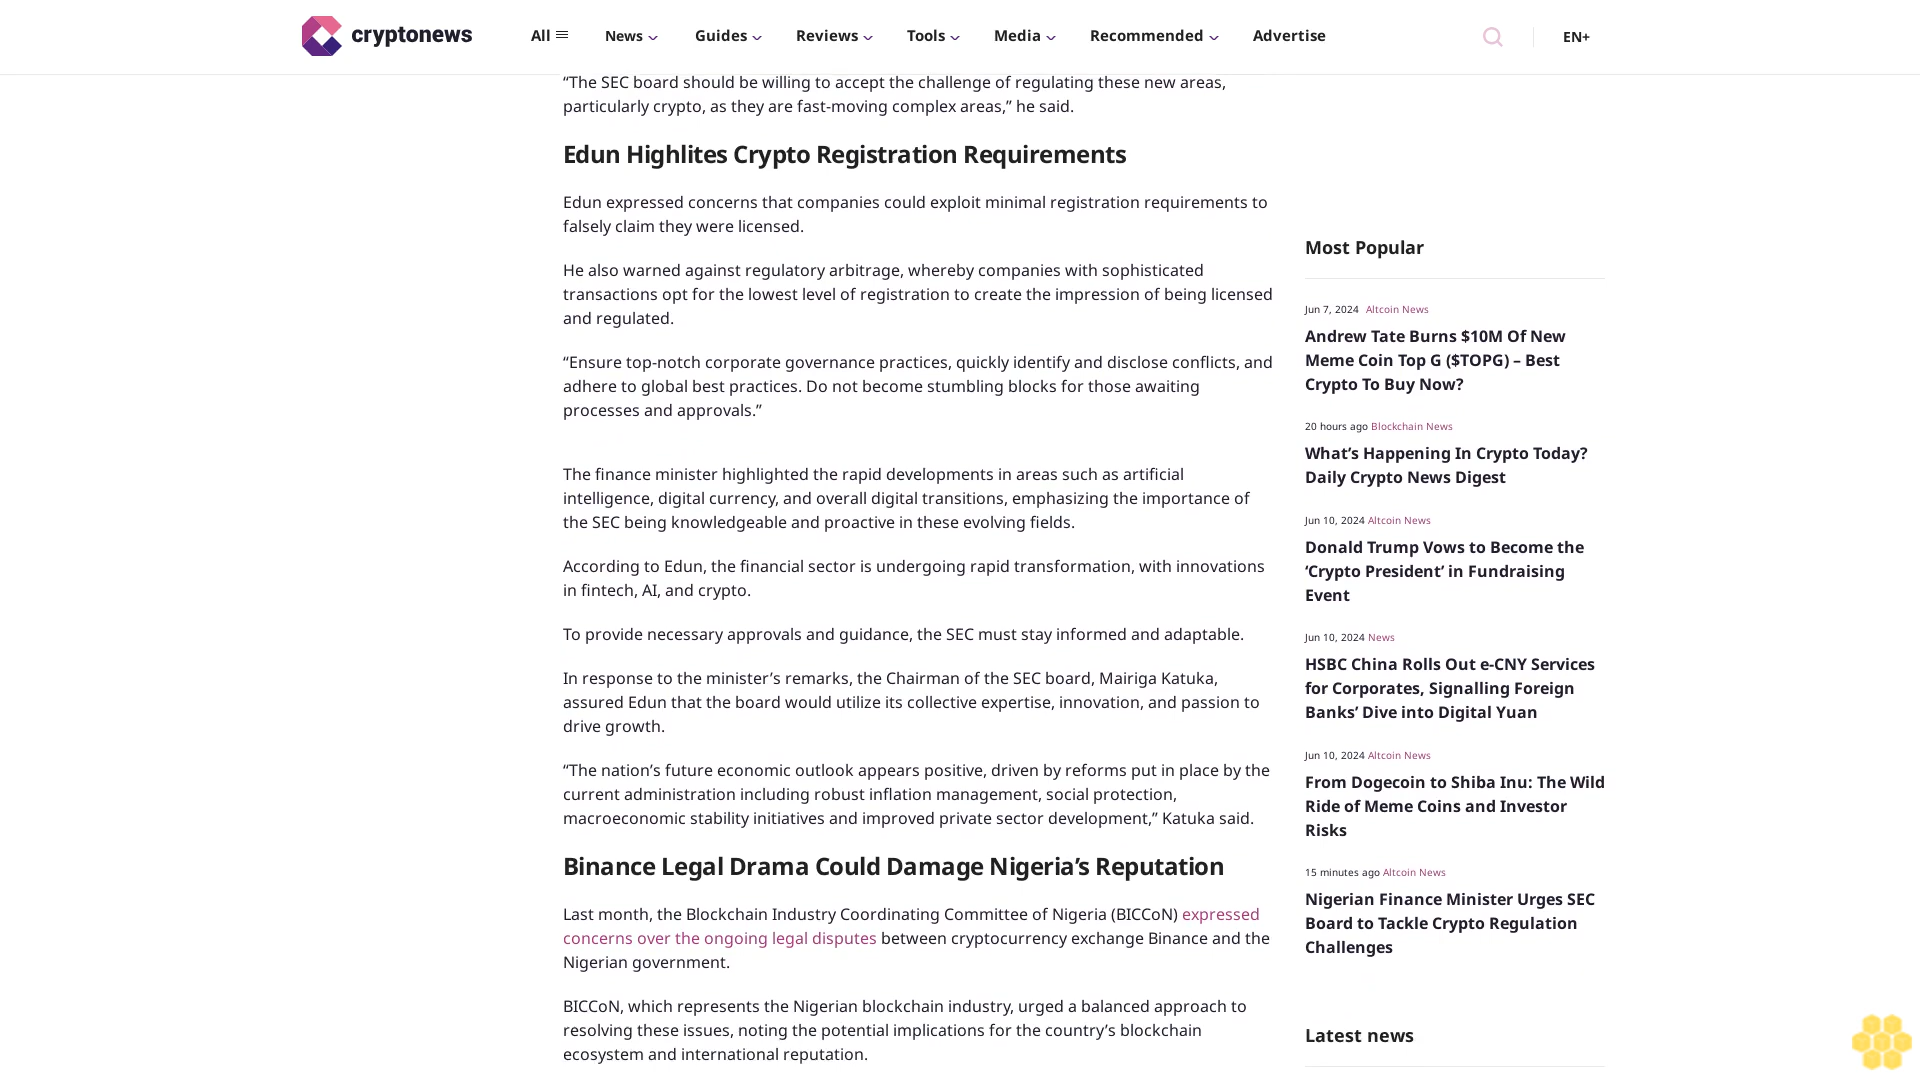 cryptonews
All
News
Guides
Reviews
Tools
Media
Recommended
Advertise
EN+
“The SEC board should be willing to accept the challenge of regulating these new areas,
particularly crypto, as they are fast-moving complex areas,” he said.
Edun Highlites Crypto Registration Requirements
Edun expressed concerns that companies could exploit minimal registration requirements to
falsely claim they were licensed.
He also warned against regulatory arbitrage, whereby companies with sophisticated
transactions opt for the lowest level of registration to create the impression of being licensed
and regulated.
“Ensure top-notch corporate governance practices, quickly identify and disclose conflicts, and
adhere to global best practices. Do not become stumbling blocks for those awaiting
processes and approvals.”
The finance minister highlighted the rapid developments in areas such as artificial
intelligence, digital currency, and overall digital transitions, emphasizing the importance of
the SEC being knowledgeable and proactive in these evolving fields.
According to Edun, the financial sector is undergoing rapid transformation, with innovations
in fintech, AI, and crypto.
To provide necessary approvals and guidance, the SEC must stay informed and adaptable.
In response to the minister’s remarks, the Chairman of the SEC board, Mairiga Katuka,
assured Edun that the board would utilize its collective expertise, innovation, and passion to
drive growth.
“The nation’s future economic outlook appears positive, driven by reforms put in place by the
current administration including robust inflation management, social protection,
macroeconomic stability initiatives and improved private sector development,” Katuka said.
Binance Legal Drama Could Damage Nigeria’s Reputation
Last month, the Blockchain Industry Coordinating Committee of Nigeria (BICCoN) expressed
concerns over the ongoing legal disputes between cryptocurrency exchange Binance and the
Nigerian government.
BICCoN, which represents the Nigerian blockchain industry, urged a balanced approach to
resolving these issues, noting the potential implications for the country’s blockchain
ecosystem and international reputation.
Most Popular
Jun 7, 2024 Altcoin News
Andrew Tate Burns $10M Of New
Meme Coin Top G ($TOPG) – Best
Crypto To Buy Now?
20 hours ago Blockchain News
What’s Happening In Crypto Today?
Daily Crypto News Digest
Jun 10, 2024 Altcoin News
Donald Trump Vows to Become the
‘Crypto President’ in Fundraising
Event
Jun 10, 2024 News
HSBC China Rolls Out e-CNY Services
for Corporates, Signalling Foreign
Banks’ Dive into Digital Yuan
Jun 10, 2024 Altcoin News
From Dogecoin to Shiba Inu: The Wild
Ride of Meme Coins and Investor
Risks
15 minutes ago Altcoin News
Nigerian Finance Minister Urges SEC
Board to Tackle Crypto Regulation
Challenges
Latest news